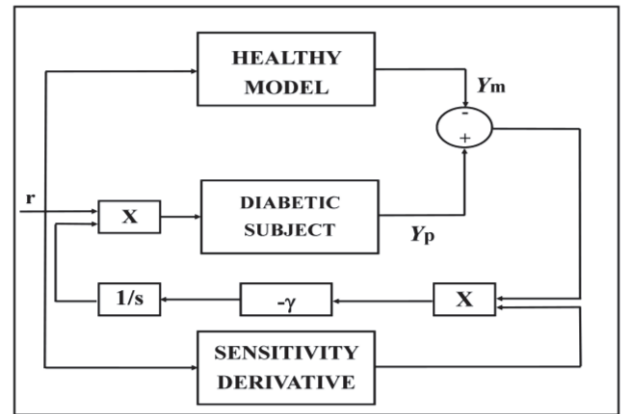 HEALTHY
MODEL
Ym
-
+
r
X
DIABETIC
SUBJECT
Yp
1/s
-γ
X
SENSITIVITY
DERIVATIVE